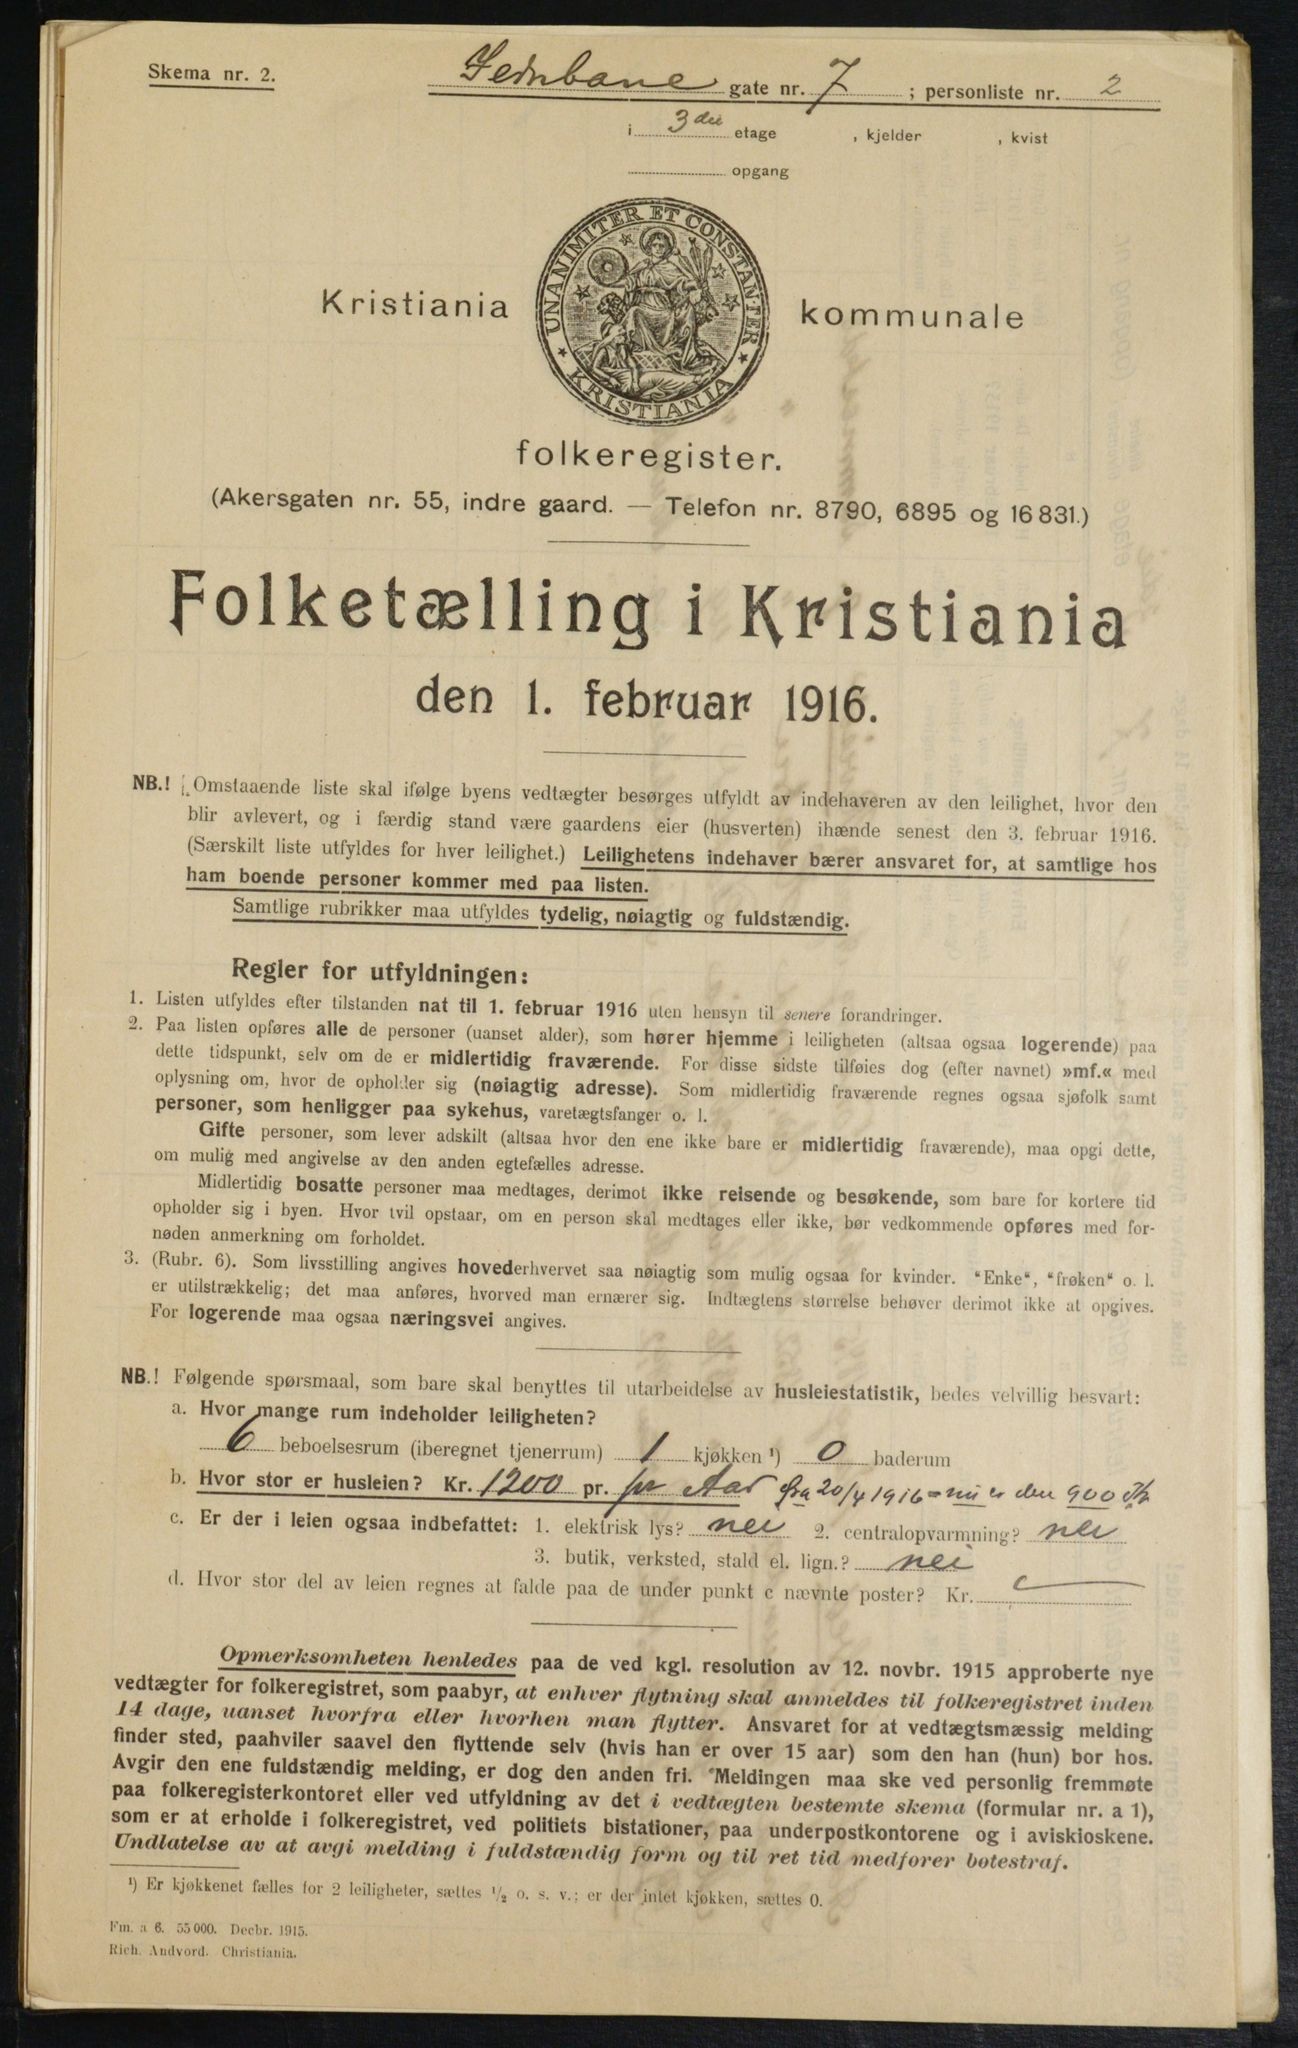 Skema nr. 2.
Jernbane gate nr. 7 ; personliste nr. 2
i 3die etage , kjelder , kvist
opgang
UNANIMITER ET CONSTANTER
KRISTIANIA
Kristiania kommunale
folkeregister.
(Akersgaten nr. 55, indre gaard. — Telefon nr. 8790, 6895 og 16 831.)
Folketælling i Kristiania
den 1. februar 1916.
NB.! Omstaaende liste skal ifølge byens vedtægter besørges utfyldt av indehaveren av den leilighet, hvor den
blir avlevert, og i færdig stand være gaardens eier (husverten) ihænde senest den 3. februar 1916.
(Særskilt liste utfyldes for hver leilighet.) Leilighetens indehaver bærer ansvaret for, at samtlige hos
ham boende personer kommer med paa listen.
Samtlige rubrikker maa utfyldes tydelig, nøiagtig og fuldstændig.
Regler for utfyldningen:
1. Listen utfyldes efter tilstanden nat til 1. februar 1916 uten hensyn til senere forandringer.
2. Paa listen opføres alle de personer (uanset alder), som hører hjemme i leiligheten (altsaa ogsaa logerende) paa
dette tidspunkt, selv om de er midlertidig fraværende. For disse sidste tilføies dog (efter navnet) »mf.« med
oplysning om, hvor de opholder sig (nøiagtig adresse). Som midlertidig fraværende regnes ogsaa sjøfolk samt
personer, som henligger paa sykehus, varetægtsfanger o. l.
Gifte personer, som lever adskilt (altsaa hvor den ene ikke bare er midlertidig fraværende), maa opgi dette,
om mulig med angivelse av den anden egtefælles adresse.
Midlertidig bosatte personer maa medtages, derimot ikke reisende og besøkende, som bare for kortere tid
opholder sig i byen. Hvor tvil opstaar, om en person skal medtages eller ikke, bør vedkommende opføres med for-
nøden anmerkning om forholdet.
3. (Rubr. 6). Som livsstilling angives hovederhvervet saa nøiagtig som mulig ogsaa for kvinder. "Enke", "frøken" o. l.
er utilstrækkelig; det maa anføres, hvorved man ernærer sig. Indtægtens størrelse behøver derimot ikke at opgives.
For logerende maa ogsaa næringsvei angives.
NB.! Følgende spørsmaal, som bare skal benyttes til utarbeidelse av husleiestatistik, bedes velvillig besvart:
a. Hvor mange rum indeholder leiligheten?
6 beboelsesrum (iberegnet tjenerrum) 1 kjøkken ¹) 0 baderum
b. Hvor stor er husleien? Kr. 1200 pr. pr Aar fra 20/4 1916 = nu er den 900 Kr.
c. Er der i leien ogsaa indbefattet: 1. elektrisk lys? nei 2. centralopvarmning? nei
3. butik, verksted, stald el. lign.? nei
d. Hvor stor del av leien regnes at falde paa de under punkt c nævnte poster? Kr.
Opmerksomheten henledes paa de ved kgl. resolution av 12. novbr. 1915 approberte nye
vedtægter for folkeregistret, som paabyr, at enhver flytning skal anmeldes til folkeregistret inden
14 dage, uanset hvorfra eller hvorhen man flytter. Ansvaret for at vedtægtsmæssig melding
finder sted, paahviler saavel den flyttende selv (hvis han er over 15 aar) som den han (hun) bor hos.
Avgir den ene fuldstændig melding, er dog den anden fri. Meldingen maa ske ved personlig fremmøte
paa folkeregisterkontoret eller ved utfyldning av det i vedtægten bestemte skema (formular nr. a 1),
som er at erholde i folkeregistret, ved politiets bistationer, paa underpostkontorene og i aviskioskene.
Undlatelse av at avgi melding i fuldstændig form og til ret tid medfører bøtestraf.
¹) Er kjøkkenet fælles for 2 leiligheter, sættes ½ o. s. v.; er der intet kjøkken, sættes 0.
Fm. a 6. 55 000. Decbr. 1915.
Rich. Andvord. Christiania.